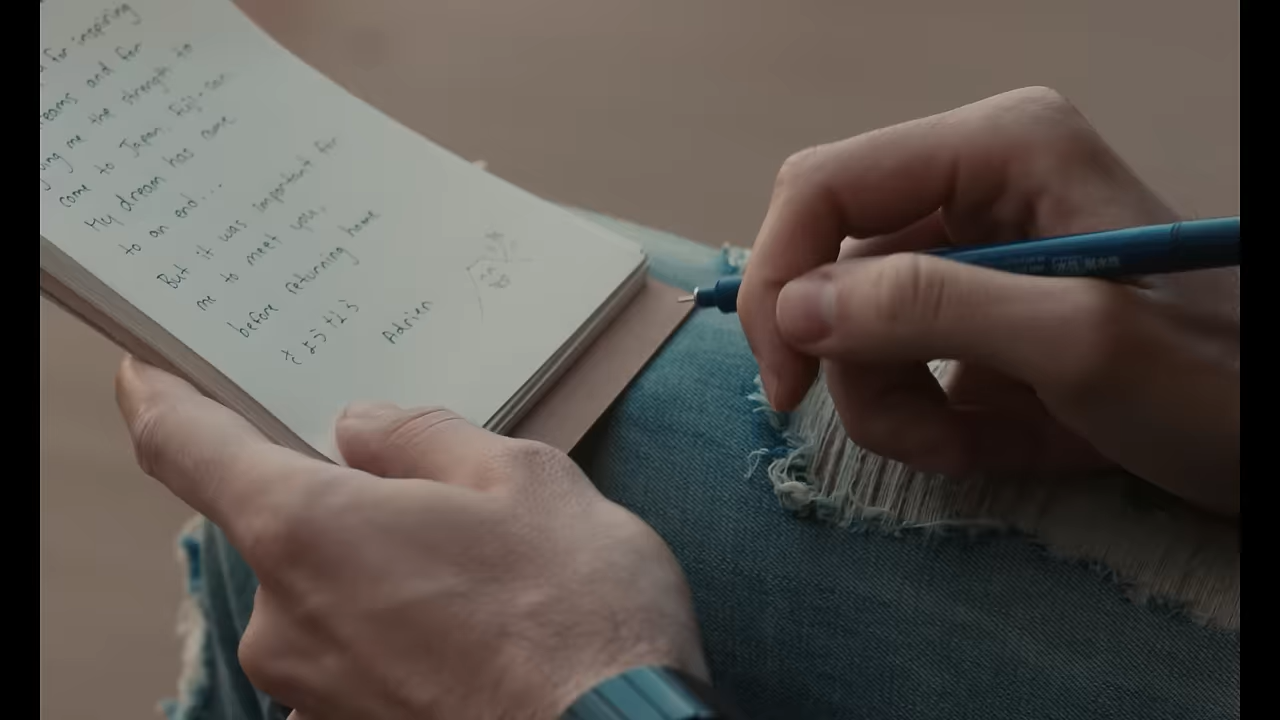 for inspiring
reams and for
ving me the strength to
come to Japan. Fuji-san
My dream has come
to an end...
But it was important for
me to meet you,
before returning home
さようなら
Adrien